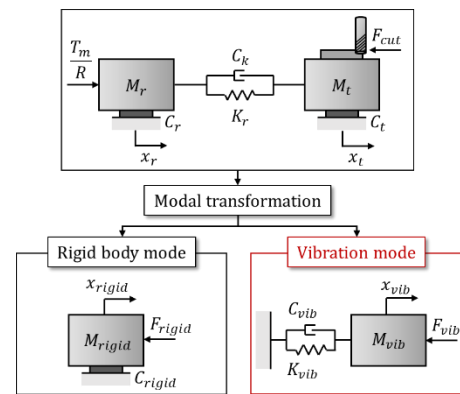 T_m
R
M_r
C_k
K_r
M_t
F_cut
C_r
C_t
x_r
x_t
Modal transformation
Rigid body mode
Vibration mode
x_rigid
F_rigid
M_rigid
C_rigid
x_vib
C_vib
M_vib
F_vib
K_vib